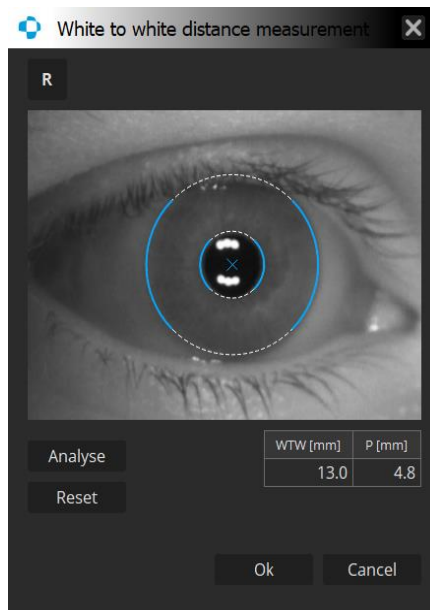 White to white distance measurement
R
Analyse
Reset
WTW [mm] P [mm]
13.0 4.8
Ok Cancel